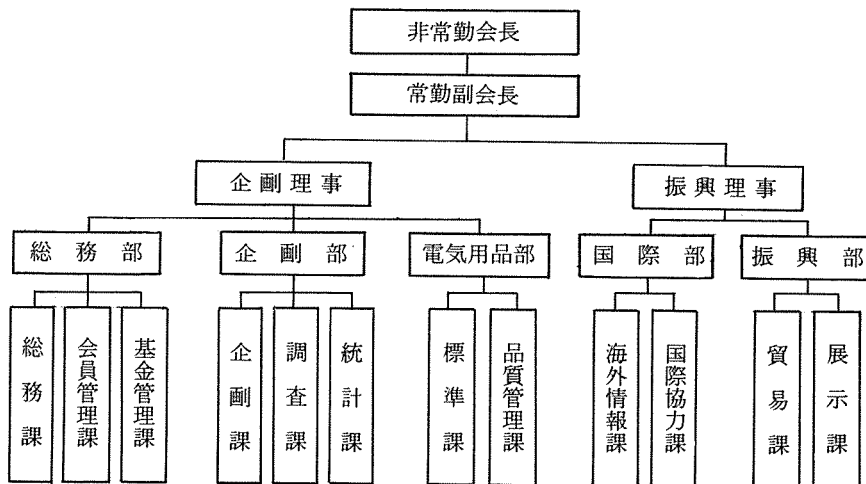 非常勤会長
常勤副会長
企画理事
振興理事
総務部
企画部
電気用品部
国際部
振興部
総務課
会員管理課
基金管理課
企画課
調査課
統計課
標準課
品質管理課
海外情報課
国際協力課
貿易課
展示課